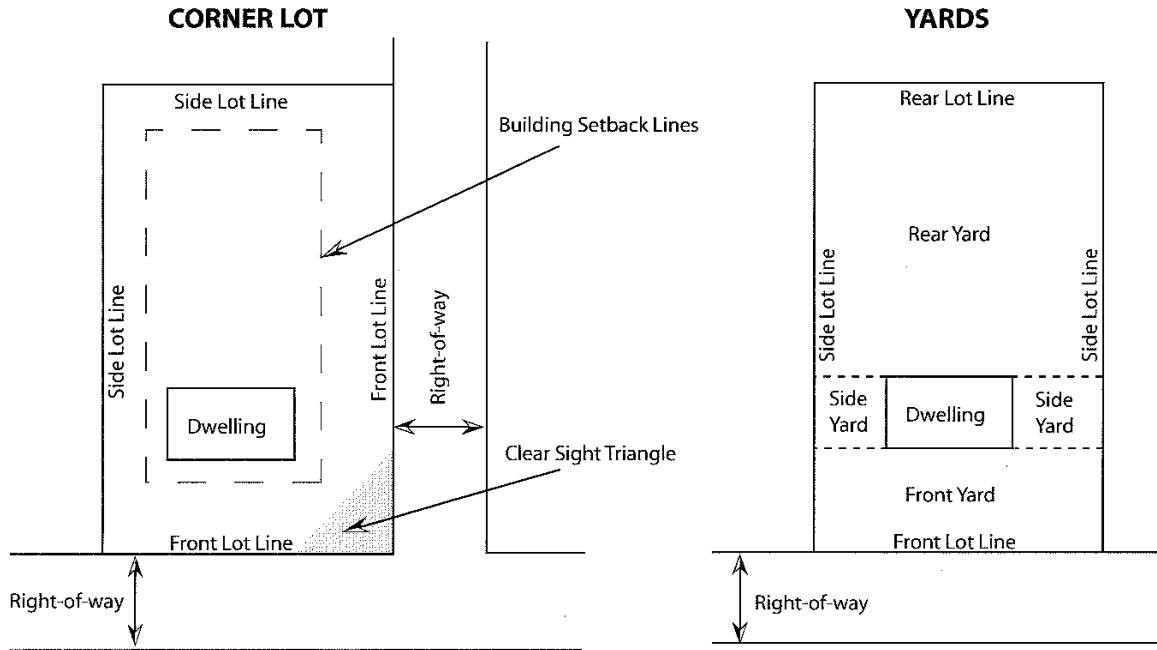 CORNER LOT
Side Lot Line
Building Setback Lines
Side Lot Line
Front Lot Line
Right-of-way
Dwelling
Clear Sight Triangle
Front Lot Line
Right-of-way
YARDS
Rear Lot Line
Rear Yard
Side Lot Line
Side Lot Line
Side
Yard
Dwelling
Side
Yard
Front Yard
Front Lot Line
Right-of-way